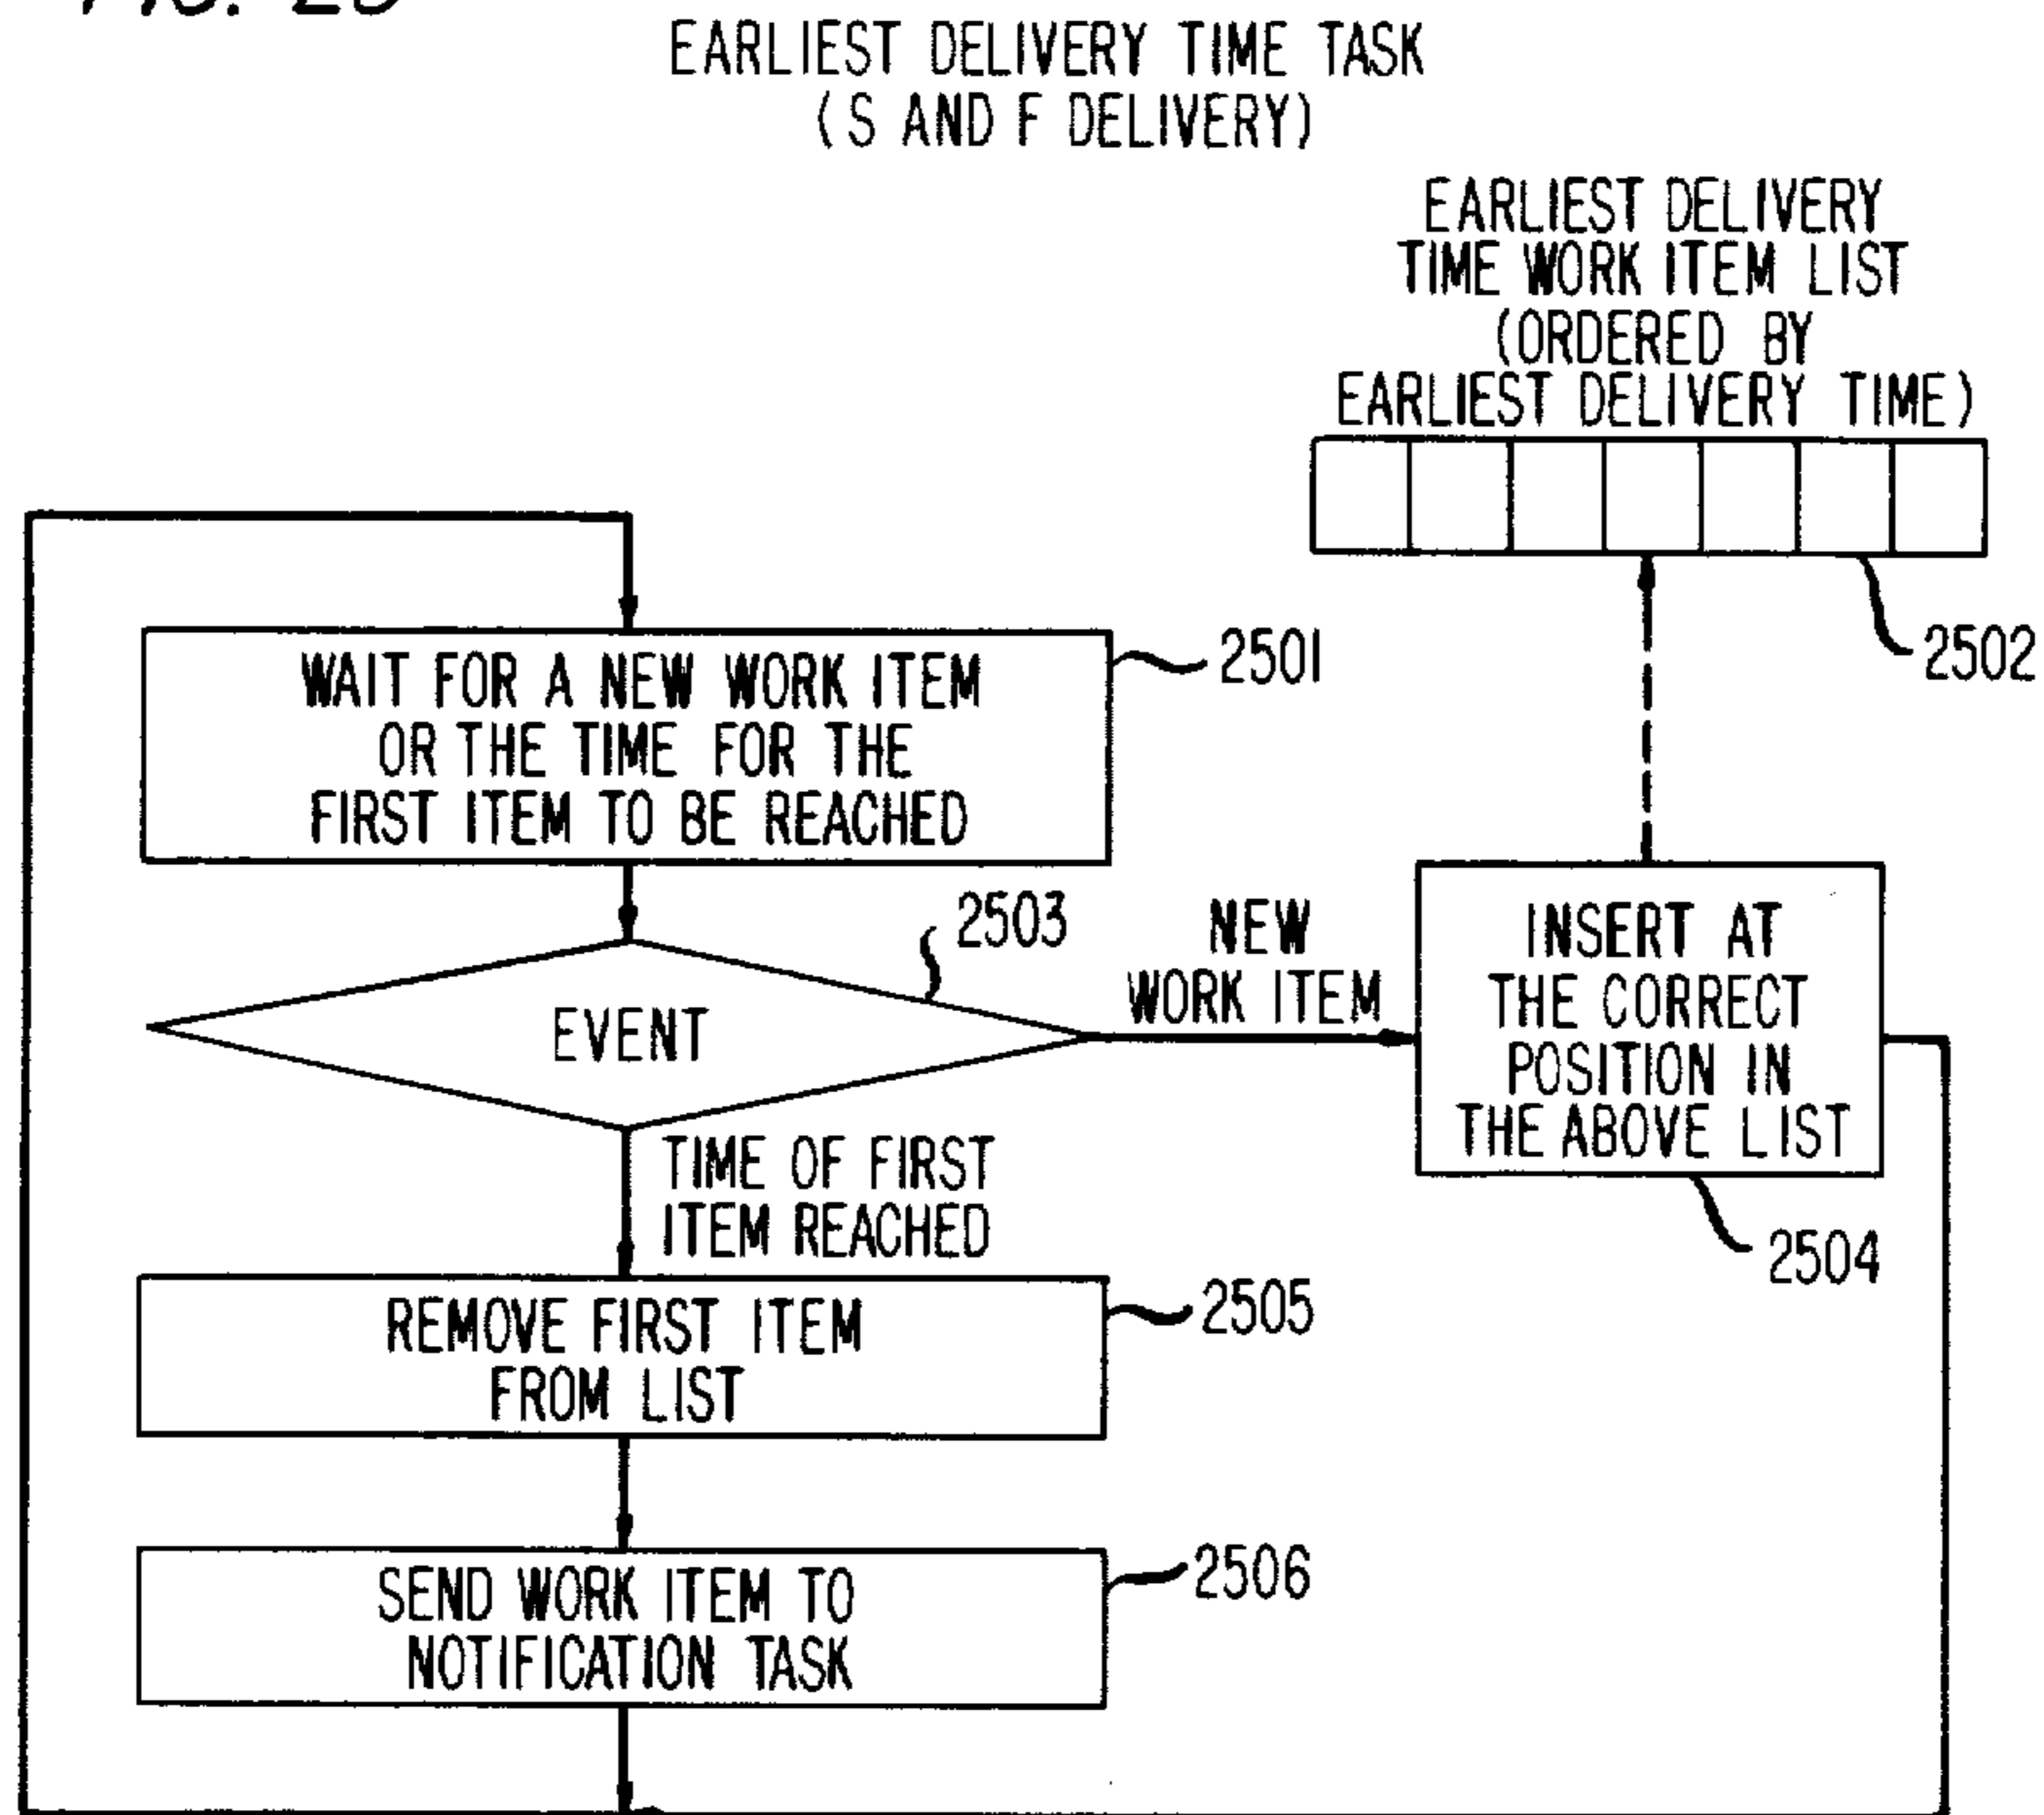 EARLIEST DELIVERY TIME TASK
(S AND F DELIVERY)
EARLIEST DELIVERY
TIME WORK ITEM LIST
(ORDERED BY
EARLIEST DELIVERY TIME)
2502
WAIT FOR A NEW WORK ITEM
OR THE TIME FOR THE
FIRST ITEM TO BE REACHED
2501
EVENT
2503
NEW
WORK ITEM
INSERT AT
THE CORRECT
POSITION IN
THE ABOVE LIST
2504
TIME OF FIRST
ITEM REACHED
REMOVE FIRST ITEM
FROM LIST
2505
SEND WORK ITEM TO
NOTIFICATION TASK
2506